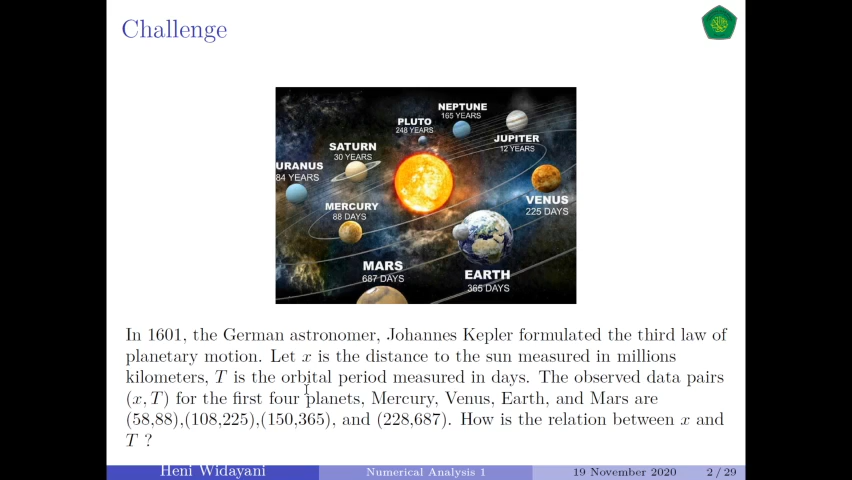 Challenge
NEPTUNE
165 YEARS
PLUTO
248 YEARS
JUPITER
12 YEARS
SATURN
30 YEARS
URANUS
84 YEARS
VENUS
225 DAYS
MERCURY
88 DAYS
MARS
687 DAYS
EARTH
365 DAYS
In 1601, the German astronomer, Johannes Kepler formulated the third law of
planetary motion. Let x is the distance to the sun measured in millions
kilometers, T is the orbital period measured in days. The observed data pairs
(x, T) for the first four planets, Mercury, Venus, Earth, and Mars are
(58,88),(108,225),(150,365), and (228,687). How is the relation between x and
T ?
Heni Widayani Numerical Analysis 1 19 November 2020 2 / 29